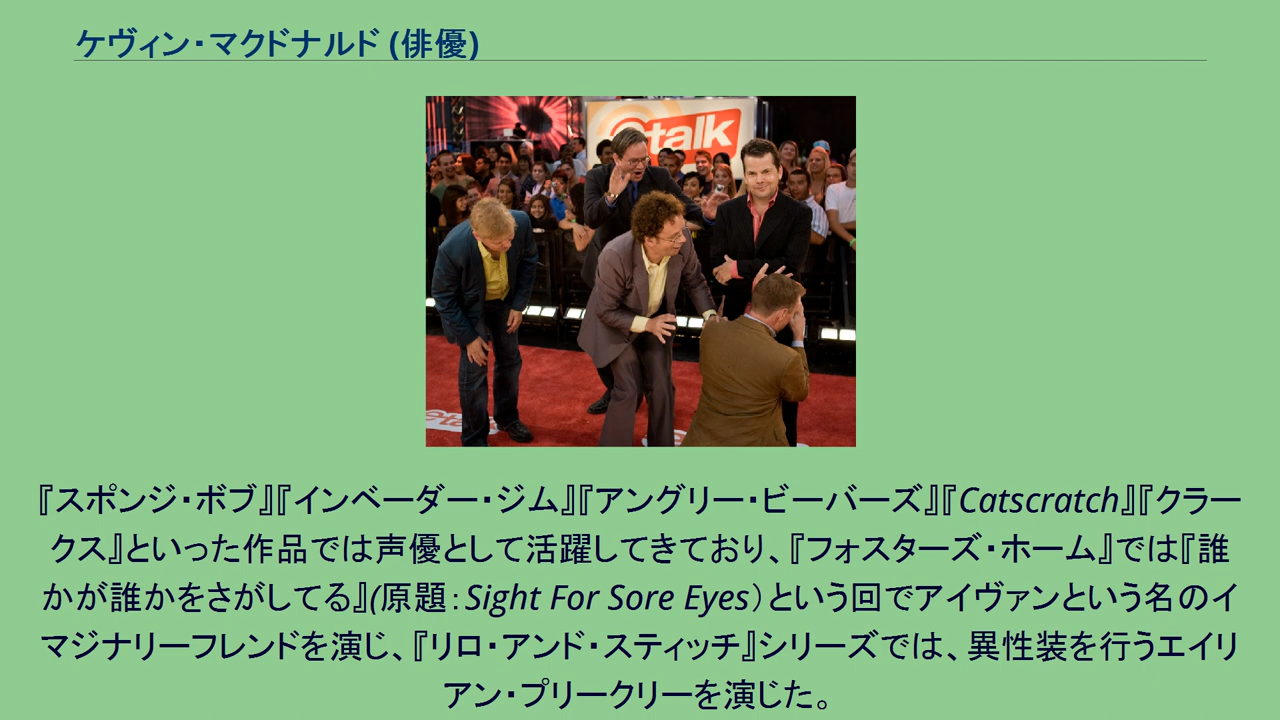 ケヴィン・マクドナルド (俳優)
talk
『スポンジ・ボブ』『インベーダー・ジム』『アングリー・ビーバーズ』『Catscratch』『クラー
クス』といった作品では声優として活躍してきており、『フォスターズ・ホーム』では『誰
かが誰かをさがしてる』(原題：Sight For Sore Eyes）という回でアイヴァンという名のイ
マジナリーフレンドを演じ、『リロ・アンド・スティッチ』シリーズでは、異性装を行うエイリ
アン・プリークリーを演じた。